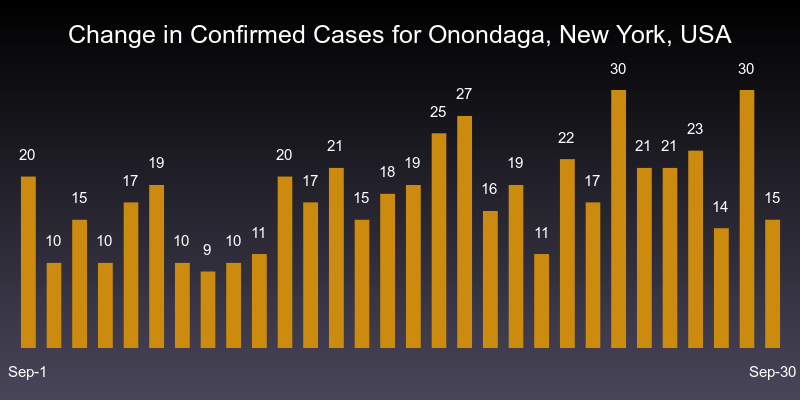 Change in Confirmed Cases for Onondaga, New York, USA
20 10 15 10 17 19 10 9 10 11 20 17 21 15 18 19 25 27 16 19 11 22 17 30 21 21 23 14 30 15
Sep-1 Sep-30